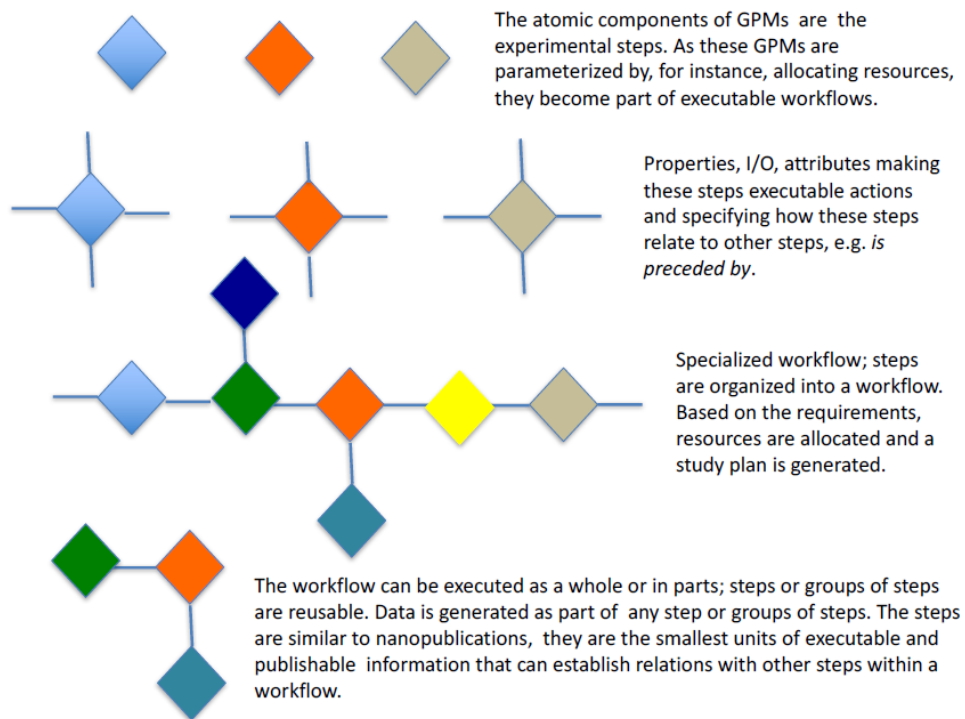 The atomic components of GPMs are the
experimental steps. As these GPMs are
parameterized by, for instance, allocating resources,
they become part of executable workflows.
Properties, I/O, attributes making
these steps executable actions
and specifying how these steps
relate to other steps, e.g. is
preceded by.
Specialized workflow; steps
are organized into a workflow.
Based on the requirements,
resources are allocated and a
study plan is generated.
The workflow can be executed as a whole or in parts; steps or groups of steps
are reusable. Data is generated as part of any step or groups of steps. The steps
are similar to nanopublications, they are the smallest units of executable and
publishable information that can establish relations with other steps within a
workflow.